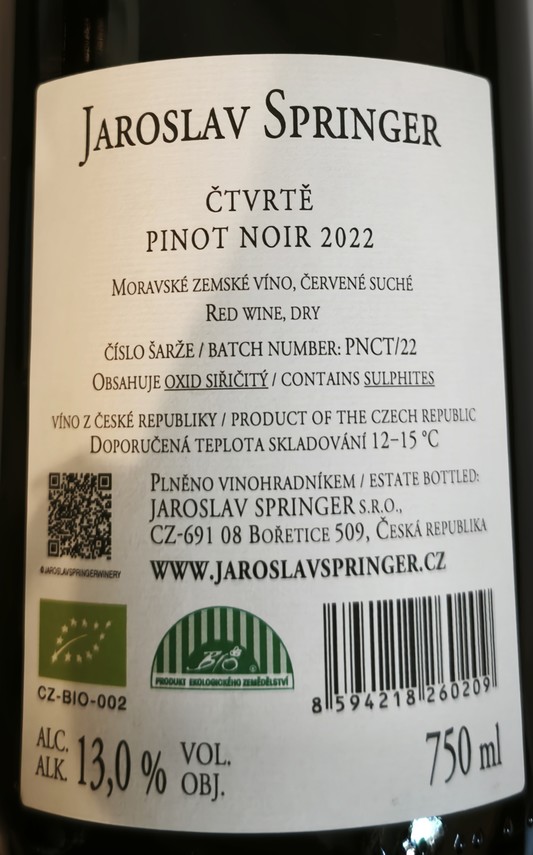 JAROSLAV SPRINGER
ČTVRTĚ
PINOT NOIR 2022
MORAVSKÉ ZEMSKÉ VÍNO, ČERVENÉ SUCHÉ
RED WINE, DRY
ČÍSLO ŠARŽE / BATCH NUMBER: PNCT/22
OBSAHUJE OXID SIŘIČITÝ / CONTAINS SULPHITES
VÍNO Z ČESKÉ REPUBLIKY / PRODUCT OF THE CZECH REPUBLIC
DOPORUČENÁ TEPLOTA SKLADOVÁNÍ 12–15 °C
PLNĚNO VINOHRADNÍKEM / ESTATE BOTTLED:
JAROSLAV SPRINGER S.R.O.,
CZ-691 08 BOŘETICE 509, ČESKÁ REPUBLIKA
WWW.JAROSLAVSPRINGER.CZ
@JAROSLAVSPRINGERWINERY
BIO
PRODUKT EKOLOGICKÉHO ZEMĚDĚLSTVÍ
CZ-BIO-002
8 594218 260209
ALC. 13,0 % VOL.
ALK. OBJ.
750 ml